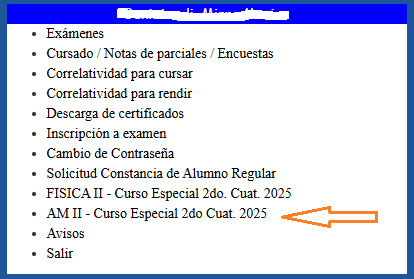 Exámenes
Cursado / Notas de parciales / Encuestas
Correlatividad para cursar
Correlatividad para rendir
Descarga de certificados
Inscripción a examen
Cambio de Contraseña
Solicitud Constancia de Alumno Regular
FISICA II - Curso Especial 2do. Cuat. 2025
AM II - Curso Especial 2do Cuat. 2025
Avisos
Salir